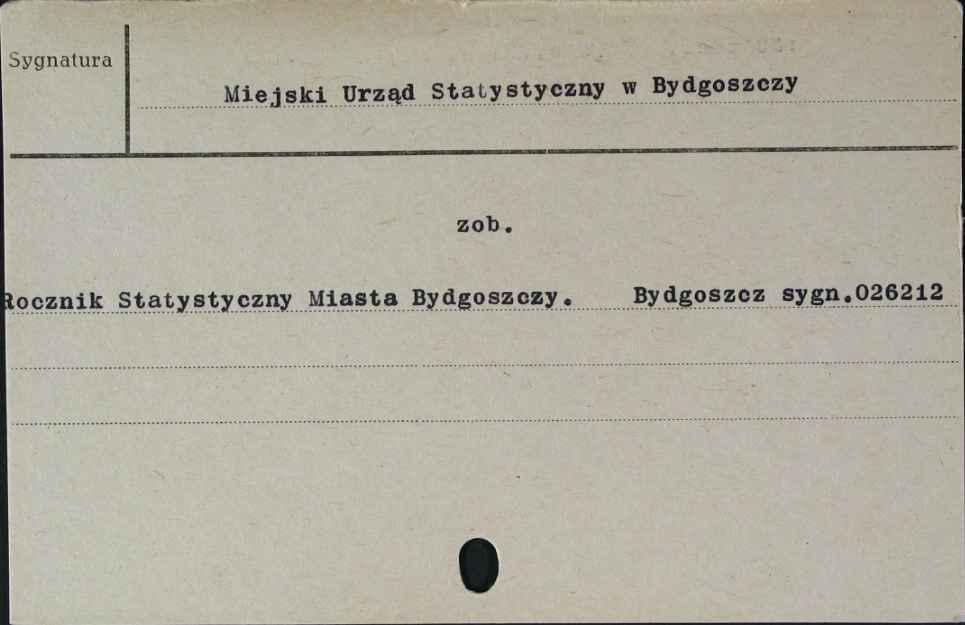 Sygnatura
Miejski Urząd Statystyczny w Bydgoszczy
zob.
Rocznik Statystyczny Miasta Bydgoszczy. Bydgoszcz sygn.026212